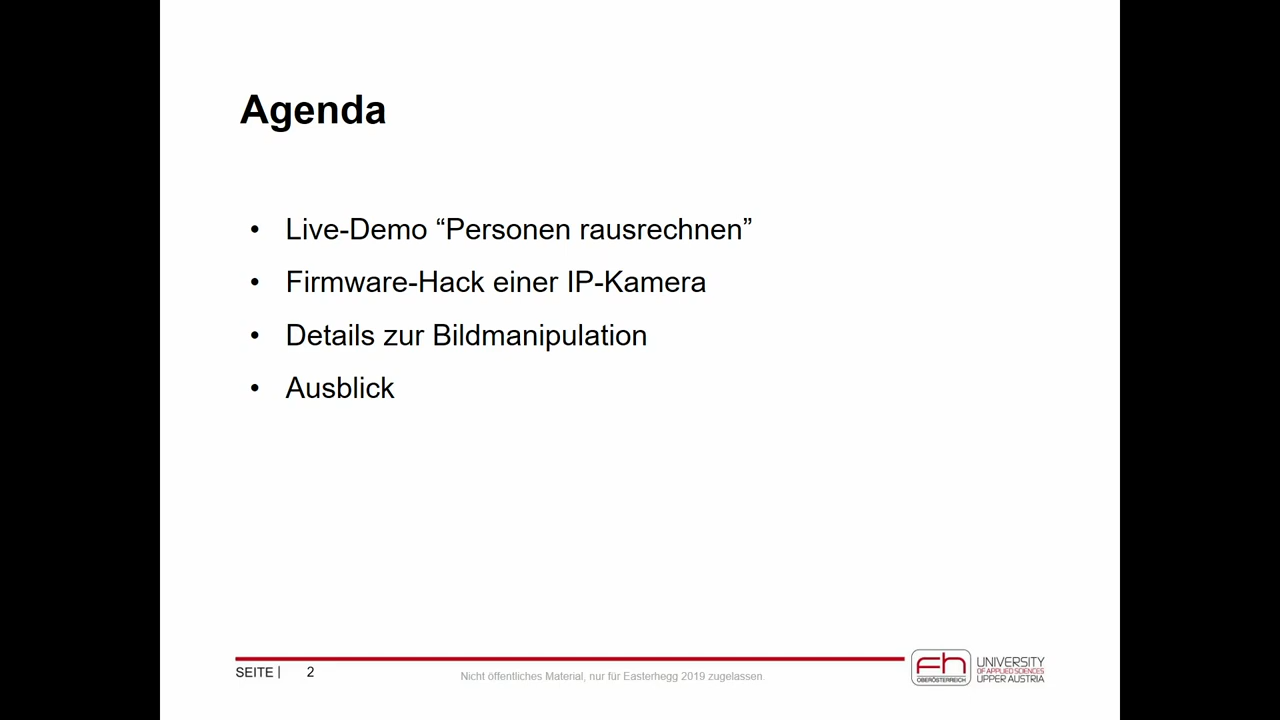 Agenda
• Live-Demo “Personen rausrechnen”
• Firmware-Hack einer IP-Kamera
• Details zur Bildmanipulation
• Ausblick
SEITE | 2
Nicht öffentliches Material, nur für Easterhegg 2019 zugelassen.
fh
OBERÖSTERREICH
UNIVERSITY
OF APPLIED SCIENCES
UPPER AUSTRIA